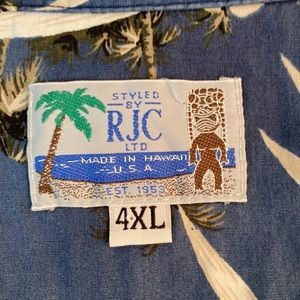 STYLED
BY
RJC
LTD
MADE IN HAWAII
U.S.A.
EST. 1953
4XL